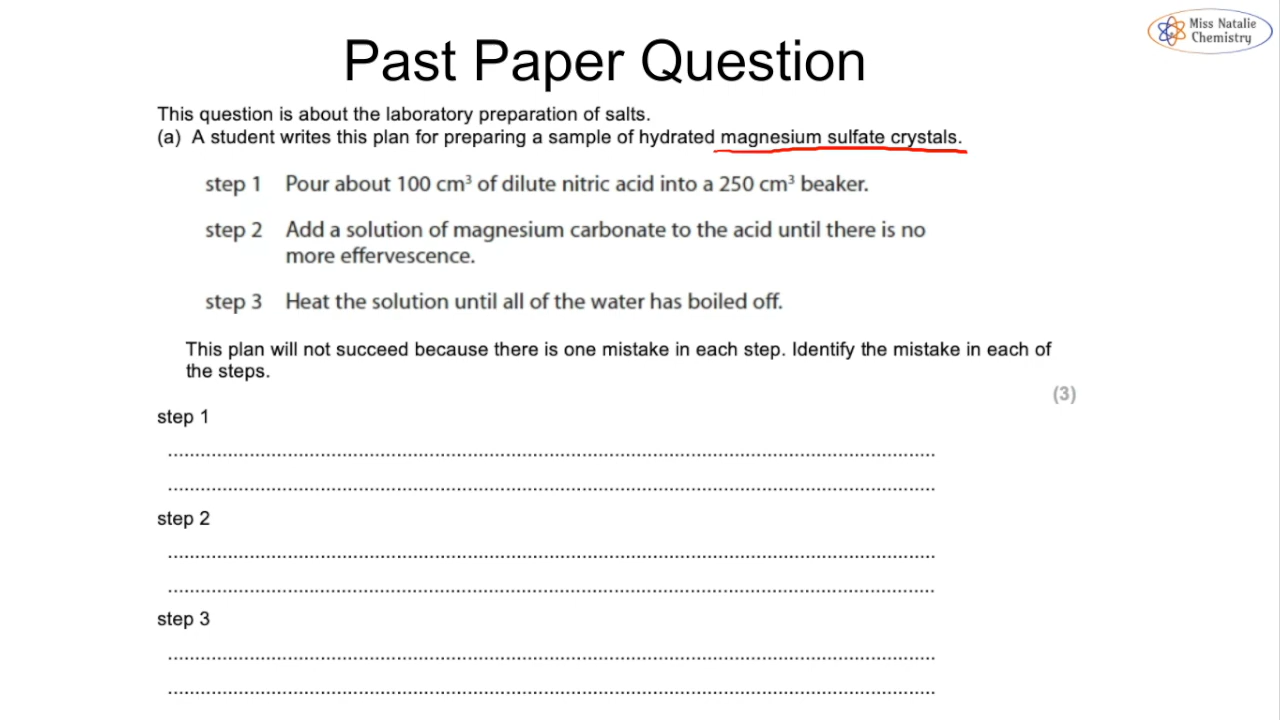 Miss Natalie
Chemistry
Past Paper Question
This question is about the laboratory preparation of salts.
(a) A student writes this plan for preparing a sample of hydrated magnesium sulfate crystals.
step 1 Pour about 100 cm³ of dilute nitric acid into a 250 cm³ beaker.
step 2 Add a solution of magnesium carbonate to the acid until there is no
more effervescence.
step 3 Heat the solution until all of the water has boiled off.
This plan will not succeed because there is one mistake in each step. Identify the mistake in each of
the steps.
(3)
step 1
step 2
step 3